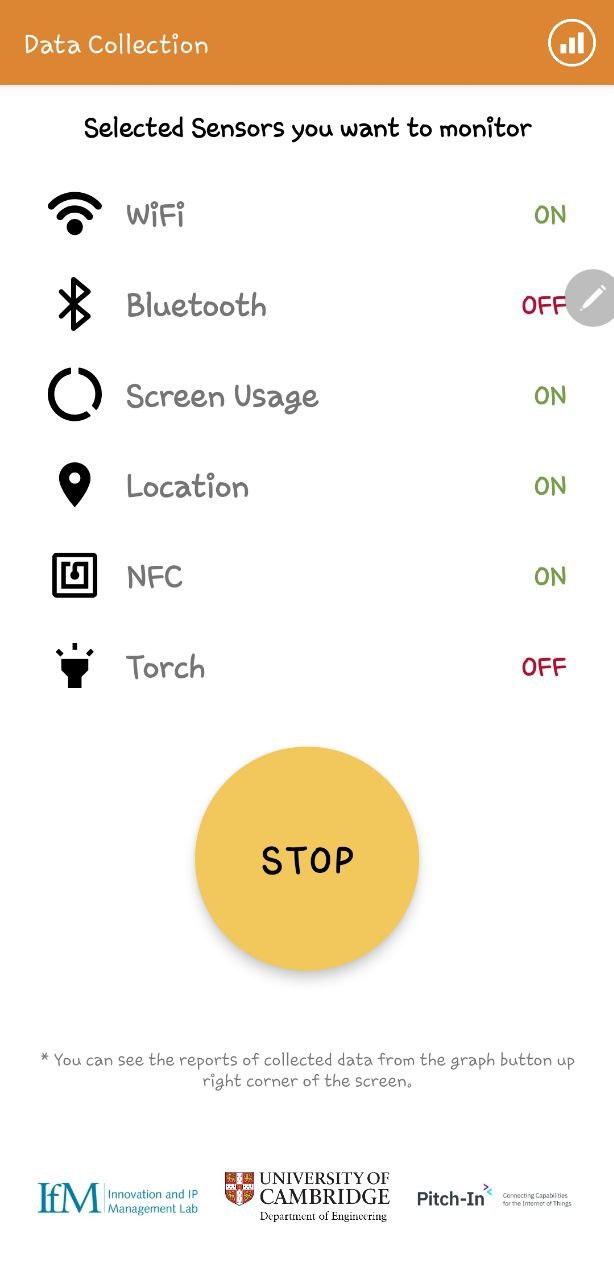 Data Collection
Selected Sensors you want to monitor
WiFi ON
Bluetooth OFF
Screen Usage ON
Location ON
NFC ON
Torch OFF
STOP
* You can see the reports of collected data from the graph button up
right corner of the screen.
IfM Innovation and IP
Management Lab
UNIVERSITY OF
CAMBRIDGE
Department of Engineering
Pitch-In Connecting Capabilities
for the Internet of Things